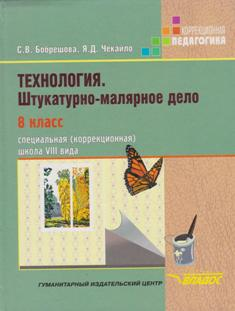 С.В. Бобрешова, Я.Д. Чекайло
КОРРЕКЦИОННАЯ
ПЕДАГОГИКА
ТЕХНОЛОГИЯ.
Штукатурно-малярное дело
8 класс
специальная (коррекционная)
школа VIII вида
ГУМАНИТАРНЫЙ ИЗДАТЕЛЬСКИЙ ЦЕНТР
ВЛАДОС